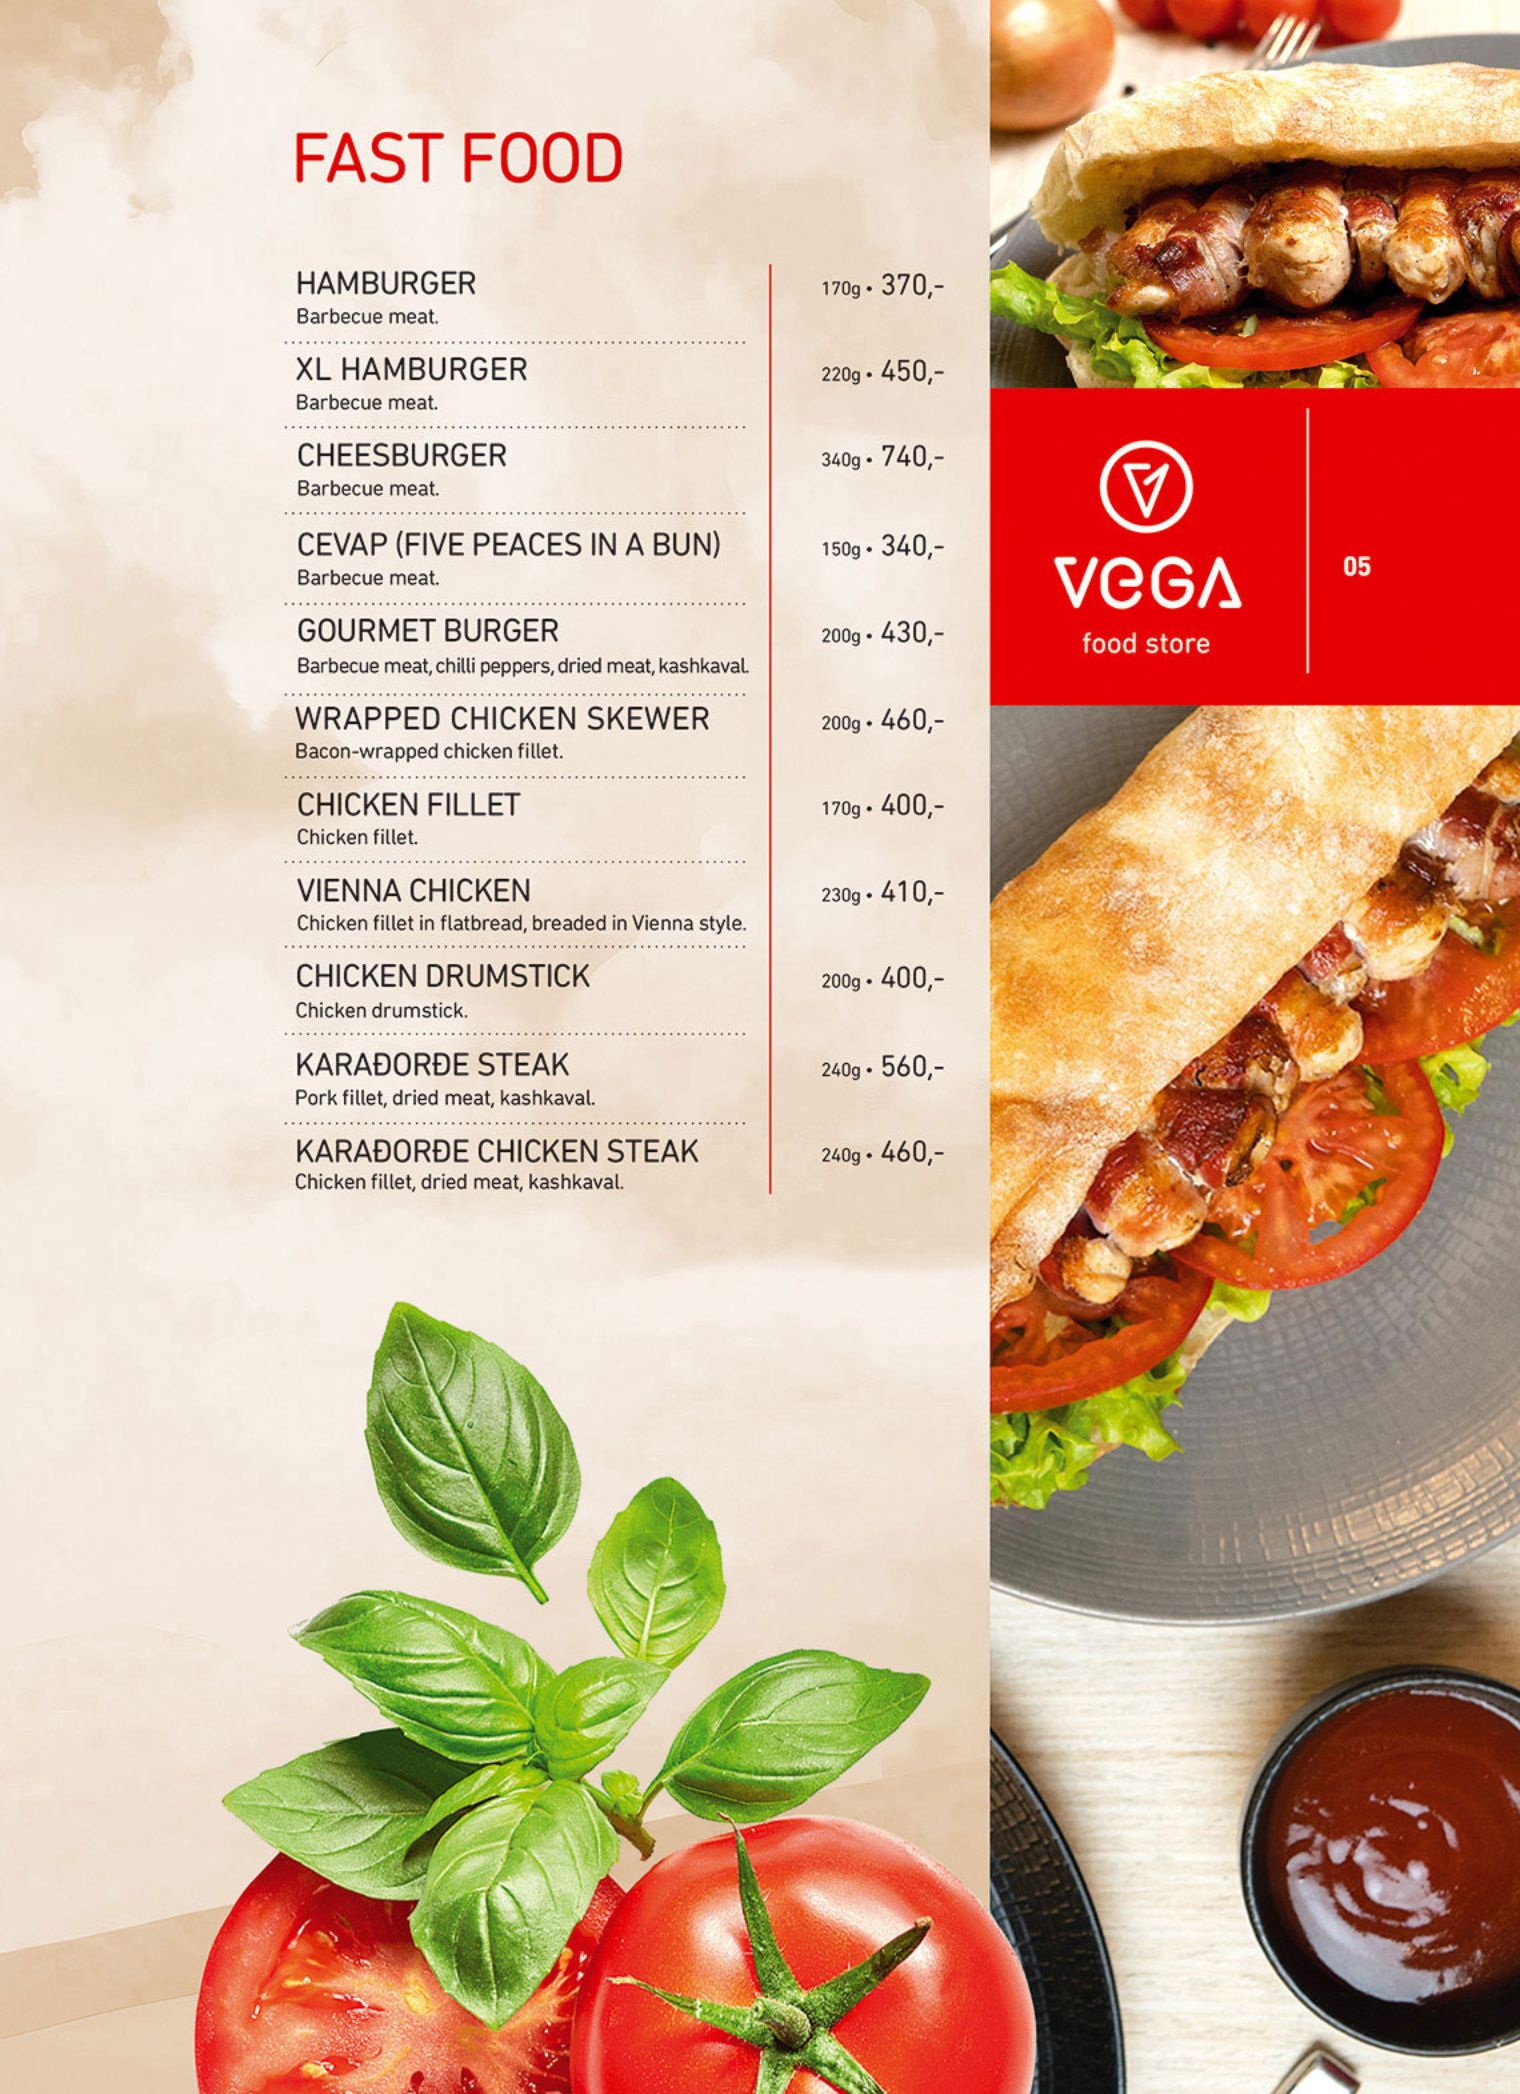 FAST FOOD
HAMBURGER
170g • 370,-
Barbecue meat.
XL HAMBURGER
220g • 450,-
Barbecue meat.
CHEESBURGER
340g • 740,-
Barbecue meat.
CEVAP (FIVE PEACES IN A BUN)
150g • 340,-
Barbecue meat.
GOURMET BURGER
200g • 430,-
Barbecue meat, chilli peppers, dried meat, kashkaval.
WRAPPED CHICKEN SKEWER
200g • 460,-
Bacon-wrapped chicken fillet.
CHICKEN FILLET
170g • 400,-
Chicken fillet.
VIENNA CHICKEN
230g • 410,-
Chicken fillet in flatbread, breaded in Vienna style.
CHICKEN DRUMSTICK
200g • 400,-
Chicken drumstick.
KARAĐORĐE STEAK
240g • 560,-
Pork fillet, dried meat, kashkaval.
KARAĐORĐE CHICKEN STEAK
240g • 460,-
Chicken fillet, dried meat, kashkaval.
VeGA
food store
05